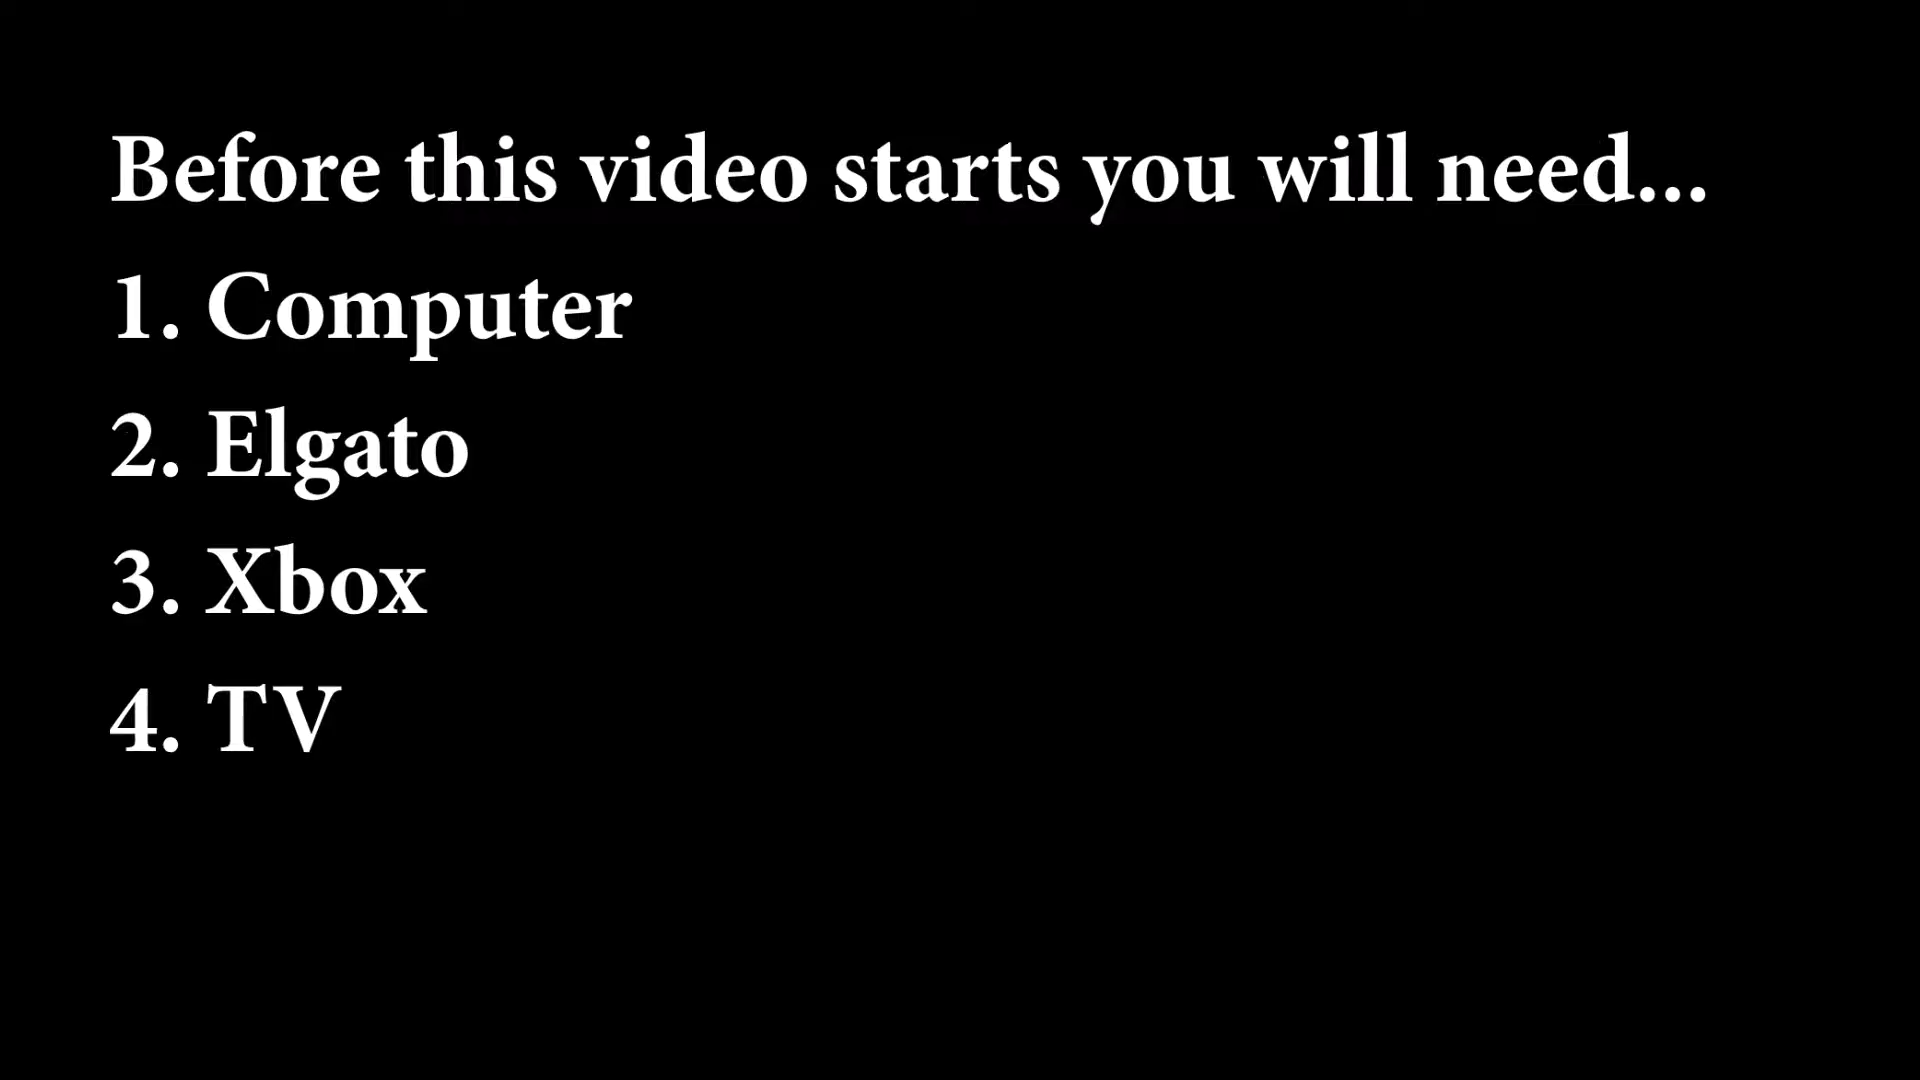 Before this video starts you will need...
1. Computer
2. Elgato
3. Xbox
4. TV